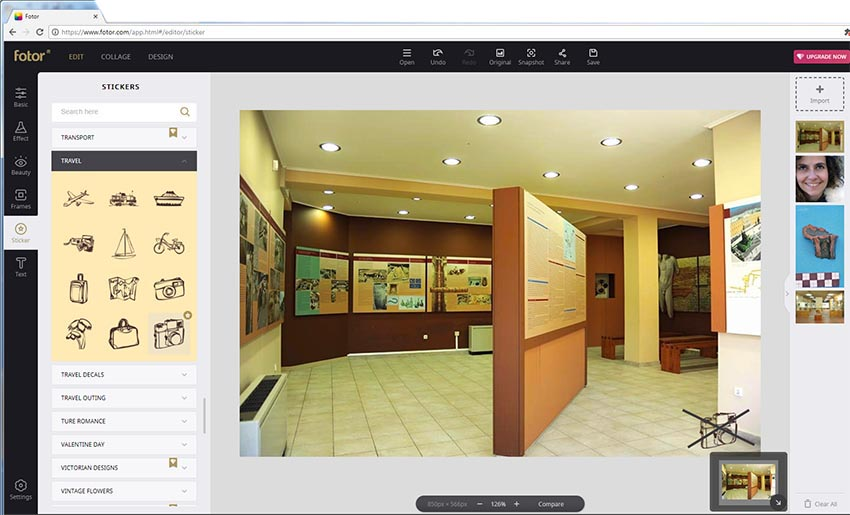 Fotor
https://www.fotor.com/app.html#/editor/sticker
fotor
EDIT
COLLAGE
DESIGN
Open
Undo
Redo
Original
Snapshot
Share
Save
UPGRADE NOW
Basic
Effect
Beauty
Frames
Sticker
Text
Settings
STICKERS
Search here
TRANSPORT
TRAVEL
TRAVEL DECALS
TRAVEL OUTING
TURE ROMANCE
VALENTINE DAY
VICTORIAN DESIGNS
VINTAGE FLOWERS
850px × 566px
126%
Compare
Import
Clear All